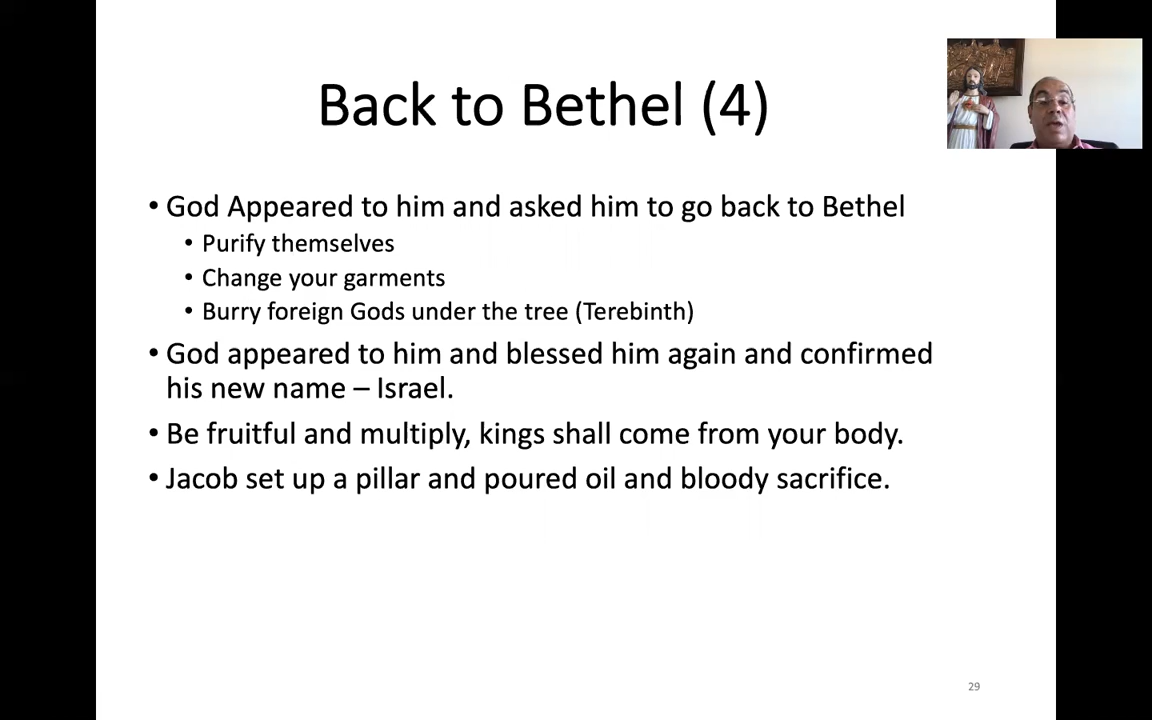 Back to Bethel (4)
• God Appeared to him and asked him to go back to Bethel
• Purify themselves
• Change your garments
• Burry foreign Gods under the tree (Terebinth)
• God appeared to him and blessed him again and confirmed
his new name – Israel.
• Be fruitful and multiply, kings shall come from your body.
• Jacob set up a pillar and poured oil and bloody sacrifice.
29